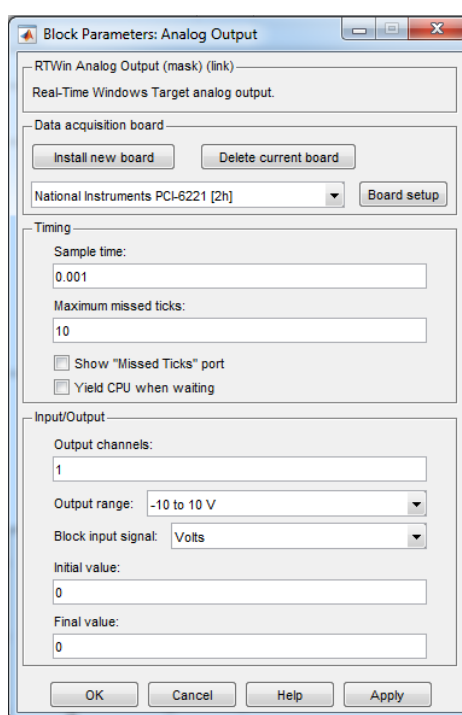 Block Parameters: Analog Output
RTWin Analog Output (mask) (link)
Real-Time Windows Target analog output.
Data acquisition board
Install new board Delete current board
National Instruments PCI-6221 [2h] Board setup
Timing
Sample time:
0.001
Maximum missed ticks:
10
Show "Missed Ticks" port
Yield CPU when waiting
Input/Output
Output channels:
1
Output range: -10 to 10 V
Block input signal: Volts
Initial value:
0
Final value:
0
OK Cancel Help Apply